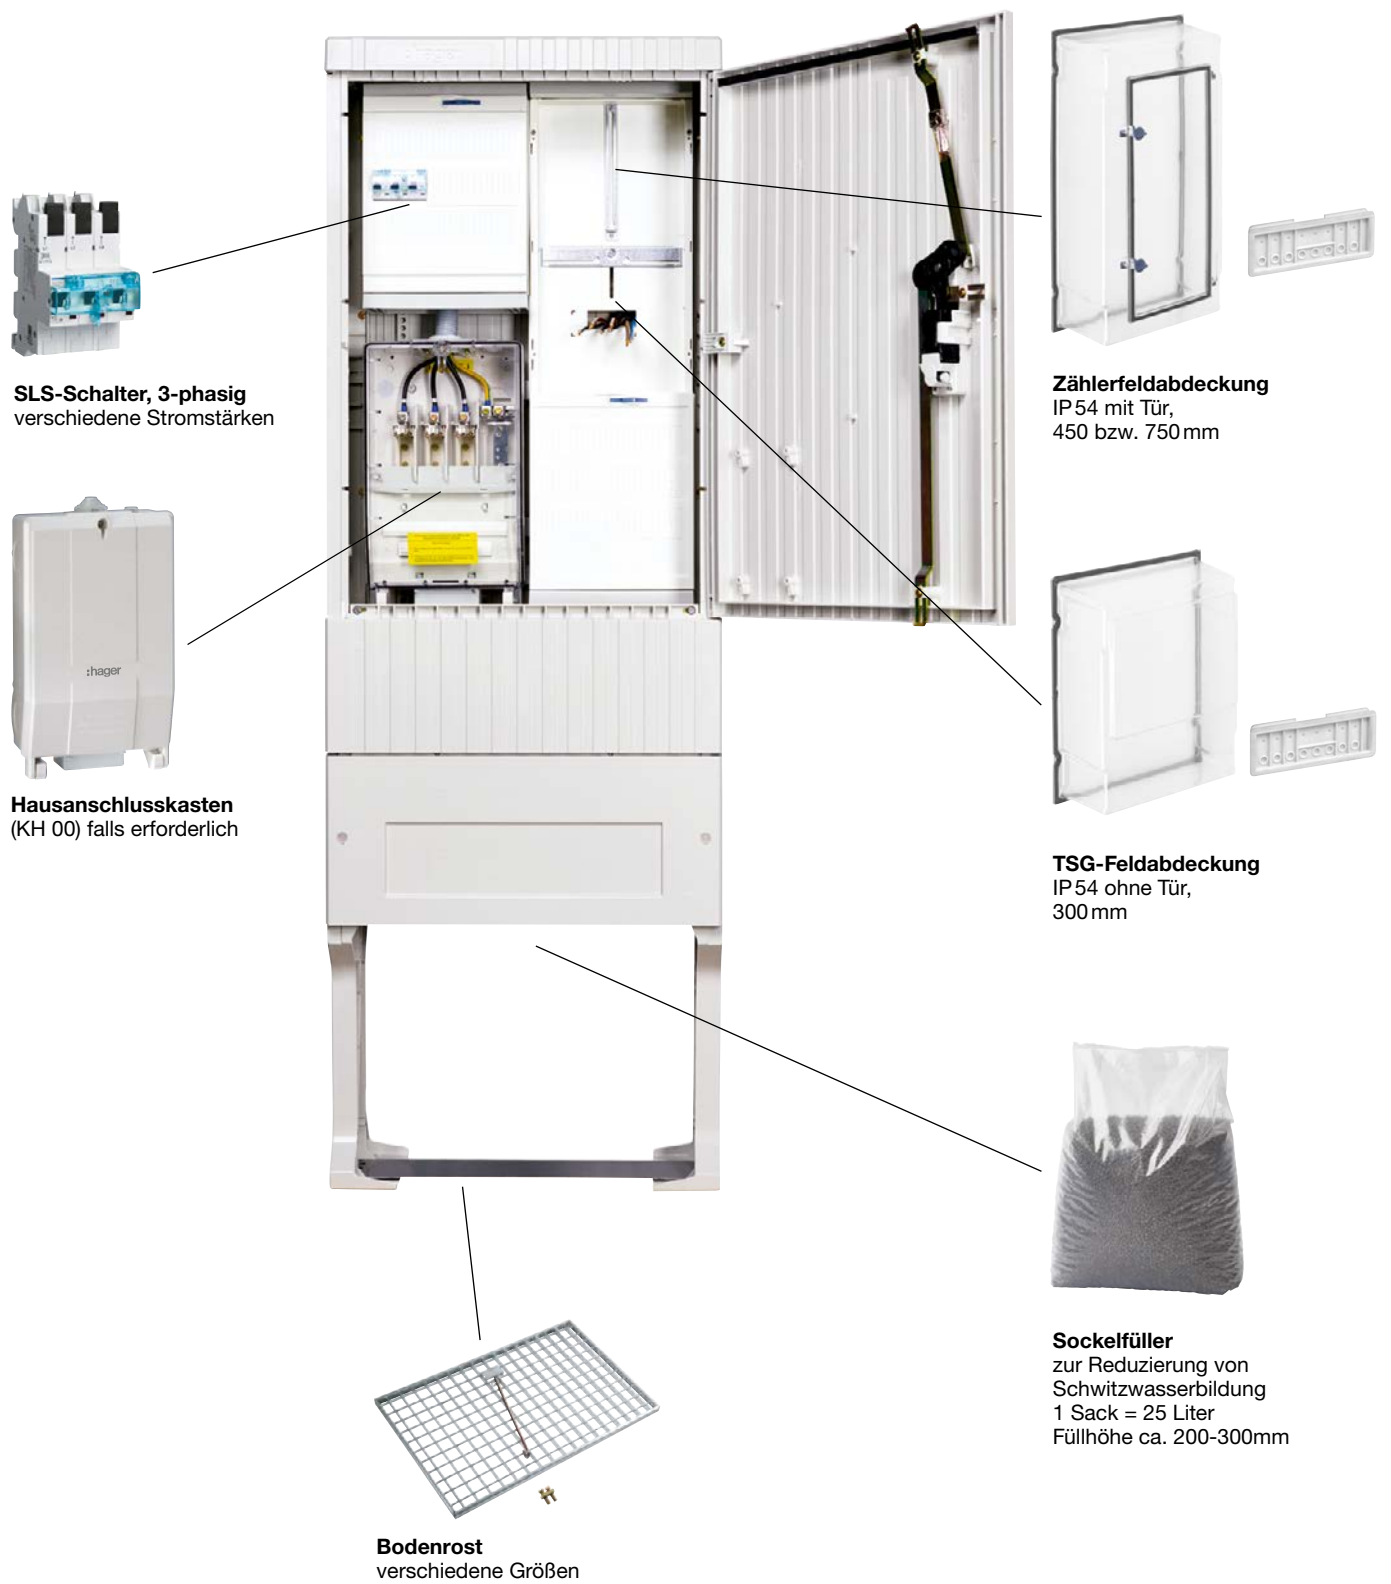 SLS-Schalter, 3-phasig
verschiedene Stromstärken
:hager
Hausanschlusskasten
(KH 00) falls erforderlich
Zählerfeldabdeckung
IP 54 mit Tür,
450 bzw. 750 mm
TSG-Feldabdeckung
IP 54 ohne Tür,
300 mm
Sockelfüller
zur Reduzierung von
Schwitzwasserbildung
1 Sack = 25 Liter
Füllhöhe ca. 200-300mm
Bodenrost
verschiedene Größen